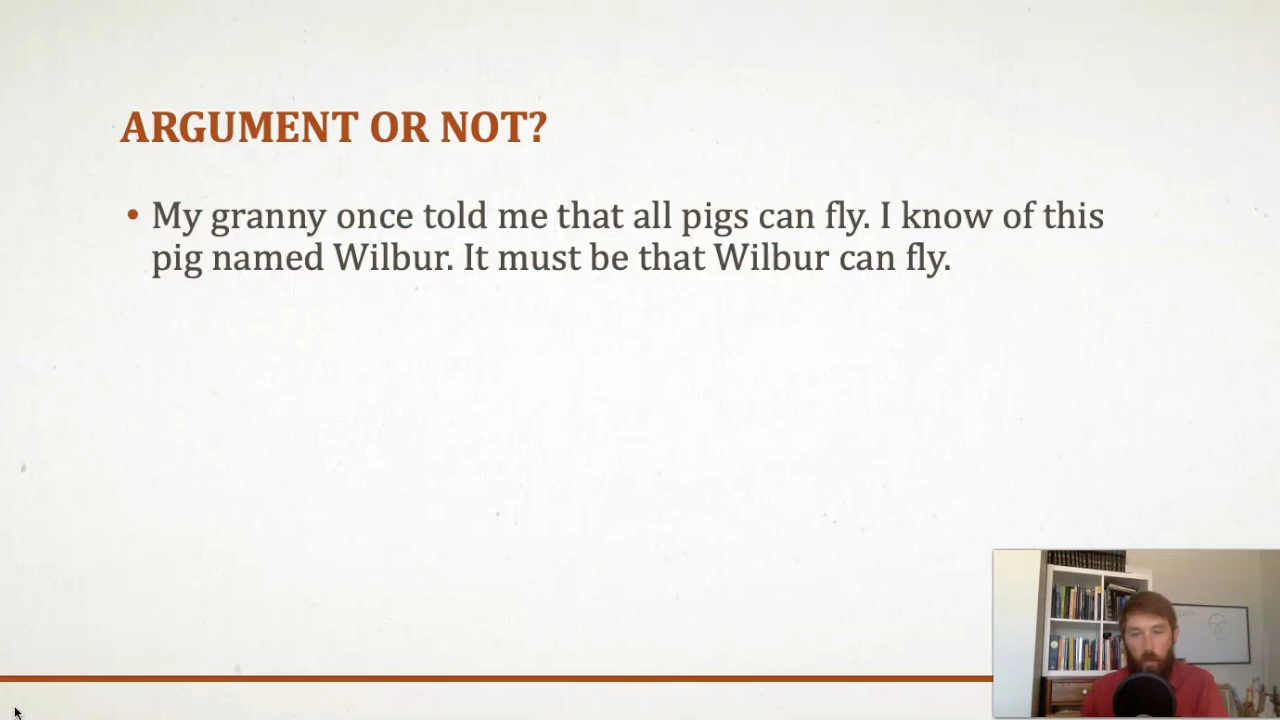 ARGUMENT OR NOT?
• My granny once told me that all pigs can fly. I know of this
pig named Wilbur. It must be that Wilbur can fly.